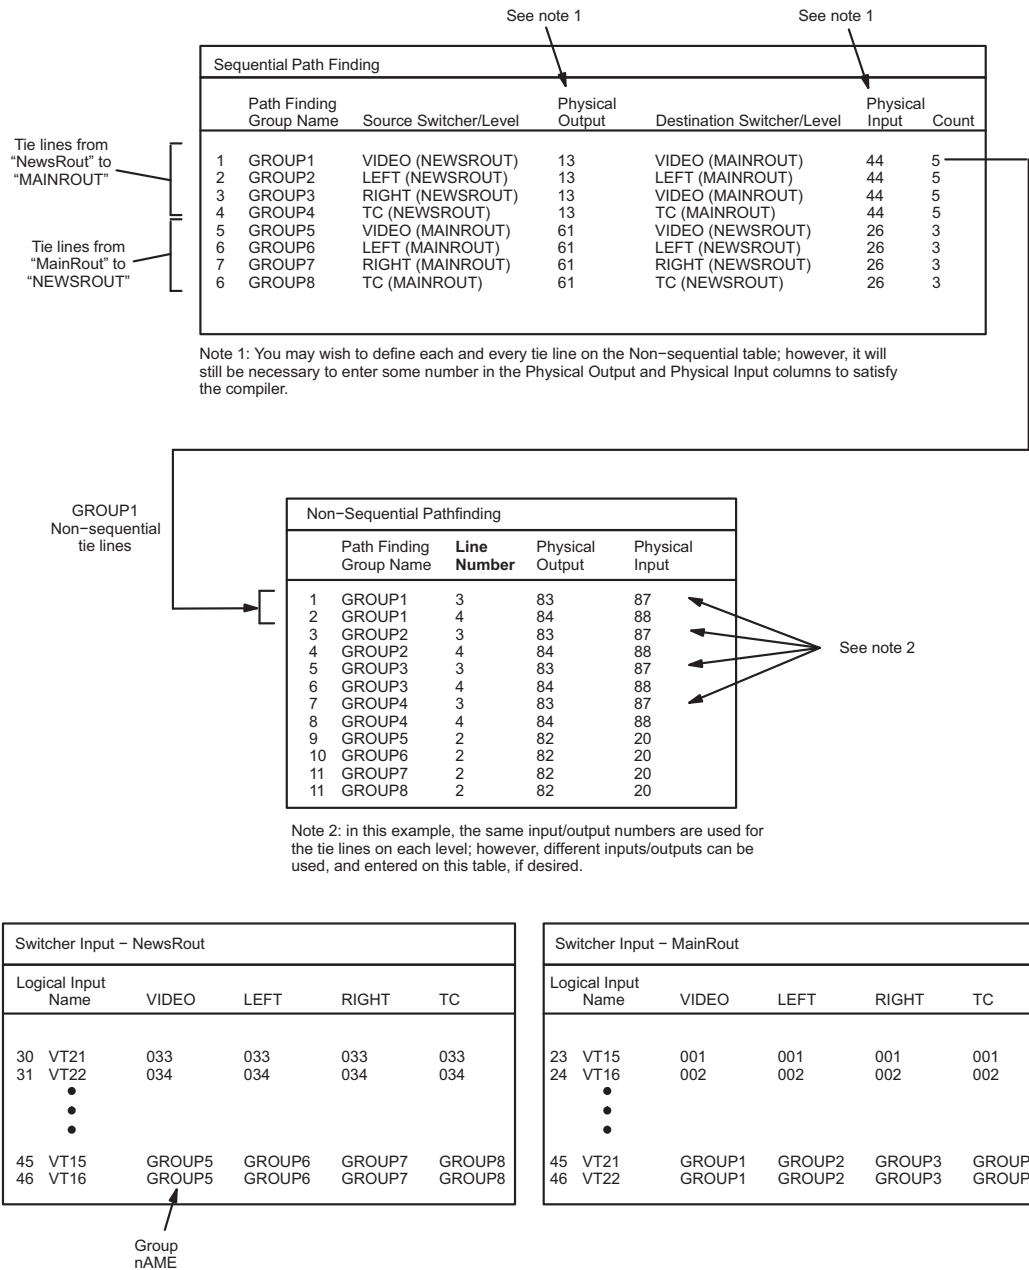 See note 1 See note 1
Sequential Path Finding
Path Finding Group Name Source Switcher/Level Physical Output Destination Switcher/Level Physical Input Count
Tie lines from
“NewsRout” to
“MAINROUT”
1 GROUP1 VIDEO (NEWSROUT) 13 VIDEO (MAINROUT) 44 5
2 GROUP2 LEFT (NEWSROUT) 13 LEFT (MAINROUT) 44 5
3 GROUP3 RIGHT (NEWSROUT) 13 VIDEO (MAINROUT) 44 5
4 GROUP4 TC (NEWSROUT) 13 TC (MAINROUT) 44 5
Tie lines from
“MainRout” to
“NEWSROUT”
5 GROUP5 VIDEO (MAINROUT) 61 VIDEO (NEWSROUT) 26 3
6 GROUP6 LEFT (MAINROUT) 61 LEFT (NEWSROUT) 26 3
7 GROUP7 RIGHT (MAINROUT) 61 RIGHT (NEWSROUT) 26 3
6 GROUP8 TC (MAINROUT) 61 TC (NEWSROUT) 26 3
Note 1: You may wish to define each and every tie line on the Non−sequential table; however, it will
still be necessary to enter some number in the Physical Output and Physical Input columns to satisfy
the compiler.
GROUP1
Non−sequential
tie lines
Non−Sequential Pathfinding
Path Finding Group Name Line Number Physical Output Physical Input
1 GROUP1 3 83 87
2 GROUP1 4 84 88
3 GROUP2 3 83 87
4 GROUP2 4 84 88
5 GROUP3 3 83 87
6 GROUP3 4 84 88
7 GROUP4 3 83 87
8 GROUP4 4 84 88
9 GROUP5 2 82 20
10 GROUP6 2 82 20
11 GROUP7 2 82 20
11 GROUP8 2 82 20
See note 2
Note 2: in this example, the same input/output numbers are used for
the tie lines on each level; however, different inputs/outputs can be
used, and entered on this table, if desired.
Switcher Input − NewsRout
Logical Input Name VIDEO LEFT RIGHT TC
30 VT21 033 033 033 033
31 VT22 034 034 034 034
45 VT15 GROUP5 GROUP6 GROUP7 GROUP8
46 VT16 GROUP5 GROUP6 GROUP7 GROUP8
Group
nAME
Switcher Input − MainRout
Logical Input Name VIDEO LEFT RIGHT TC
23 VT15 001 001 001 001
24 VT16 002 002 002 002
45 VT21 GROUP1 GROUP2 GROUP3 GROUP
46 VT22 GROUP1 GROUP2 GROUP3 GROUP